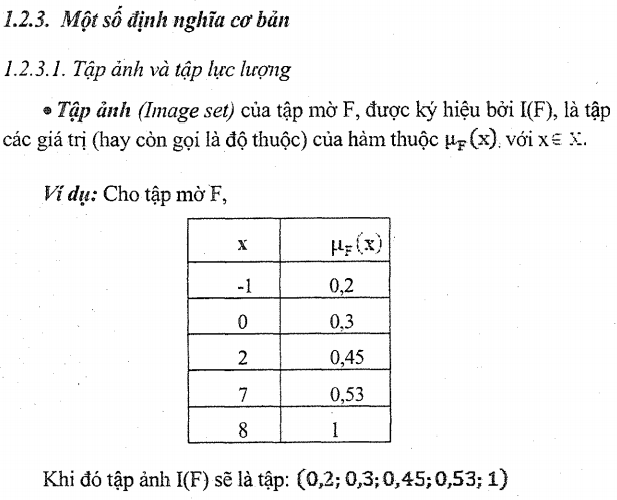 1.2.3. Một số định nghĩa cơ bản
1.2.3.1. Tập ảnh và tập lực lượng
• Tập ảnh (Image set) của tập mờ F, được ký hiệu bởi I(F), là tập
các giá trị (hay còn gọi là độ thuộc) của hàm thuộc μF(x). với x∈ X.
Ví dụ: Cho tập mờ F,
x μF(x)
-1 0,2
0 0,3
2 0,45
7 0,53
8 1
Khi đó tập ảnh I(F) sẽ là tập: (0,2; 0,3; 0,45; 0,53; 1)